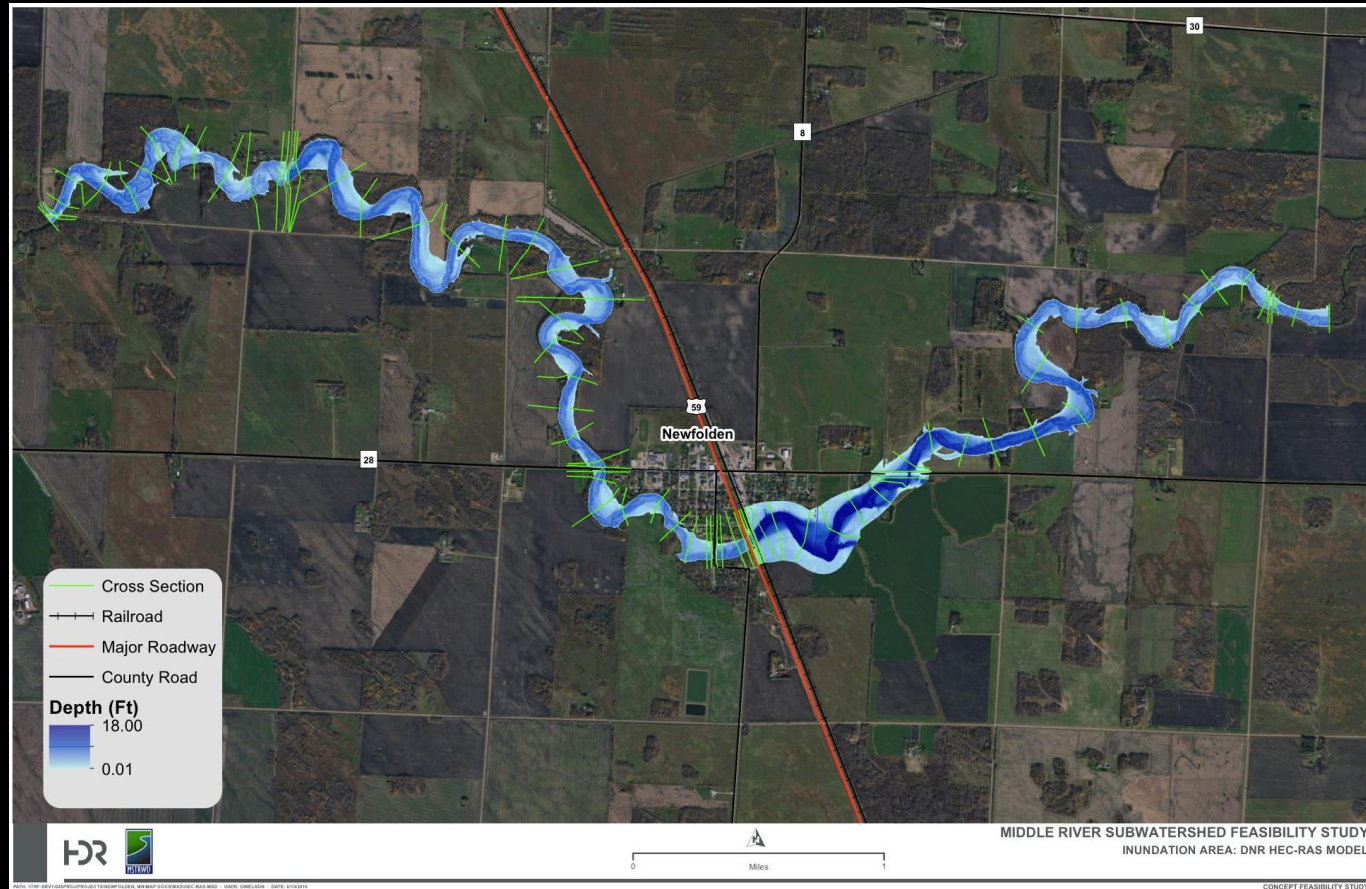 30
8
59
Newfolden
28
Cross Section
Railroad
Major Roadway
County Road
Depth (Ft)
18.00
0.01
HDR
MSTRWD
0
1
Miles
MIDDLE RIVER SUBWATERSHED FEASIBILITY STUDY
INUNDATION AREA: DNR HEC-RAS MODEL
CONCEPT FEASIBILITY STUDY